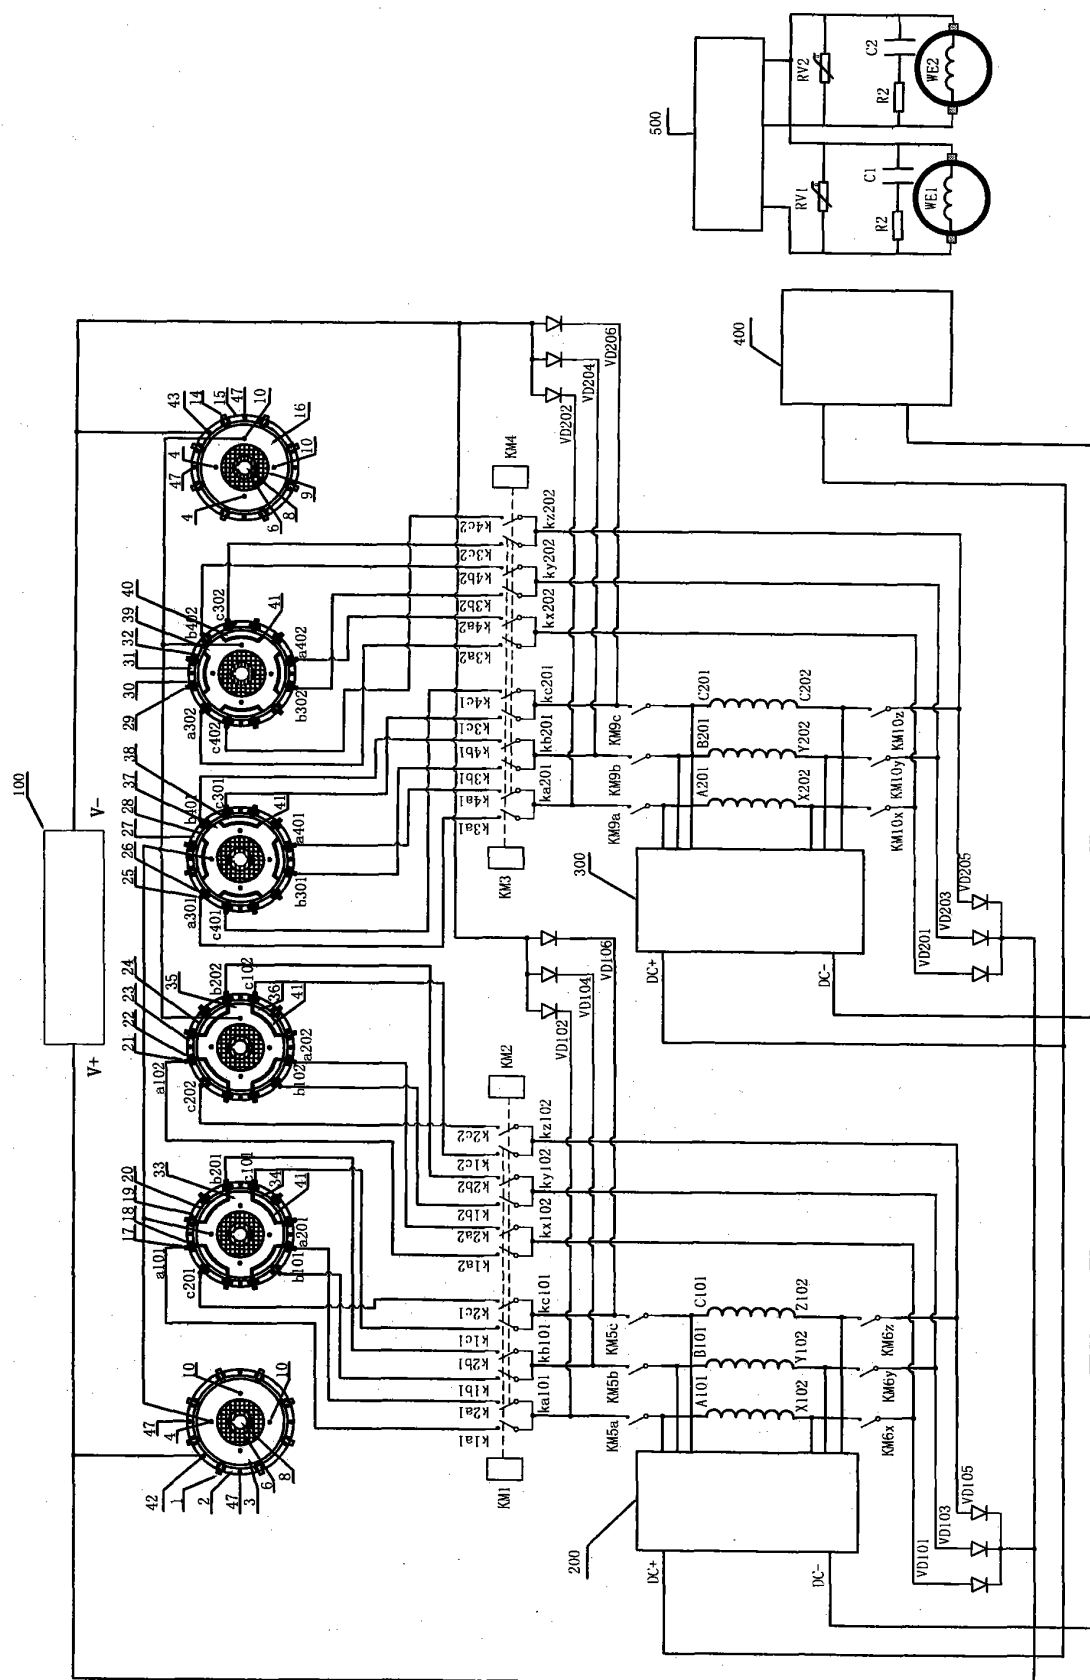 100
V+
V-
42
1
2
47
3
6
8
47
4
10
10
17
18
19
20
33
a101
c201
b201
c101
34
41
a201
b101
21
22
23
24
35
a102
c202
b202
c102
36
41
a202
b102
25
26
27
28
37
38
a301
c401
b401
c301
41
a401
b301
29
30
31
32
39
40
a302
c402
b402
c302
41
a402
b302
47
4
43
14
15
47
10
16
10
9
8
6
4
KM1
k1a1
k2a1
k1b1
k2b1
k1c1
k2c1
k1a2
k2a2
k1b2
k2b2
k1c2
k2c2
KM2
ka101
kb101
kc101
kx102
ky102
kz102
KM3
k3a1
k4a1
k3b1
k4b1
k3c1
k4c1
k3a2
k4a2
k3b2
k4b2
k3c2
k4c2
KM4
ka201
kb201
kc201
kx202
ky202
kz202
VD102
VD104
VD106
VD202
VD204
VD206
KM5a
KM5b
KM5c
KM9a
KM9b
KM9c
200
DC+
DC-
A101
B101
C101
X102
Y102
Z102
KM6x
KM6y
KM6z
VD101
VD103
VD105
300
DC+
DC-
A201
B201
C201
X202
Y202
C202
KM10x
KM10y
KM10z
VD201
VD203
VD205
400
500
RV1
RV2
R2
C1
R2
C2
WE1
WE2